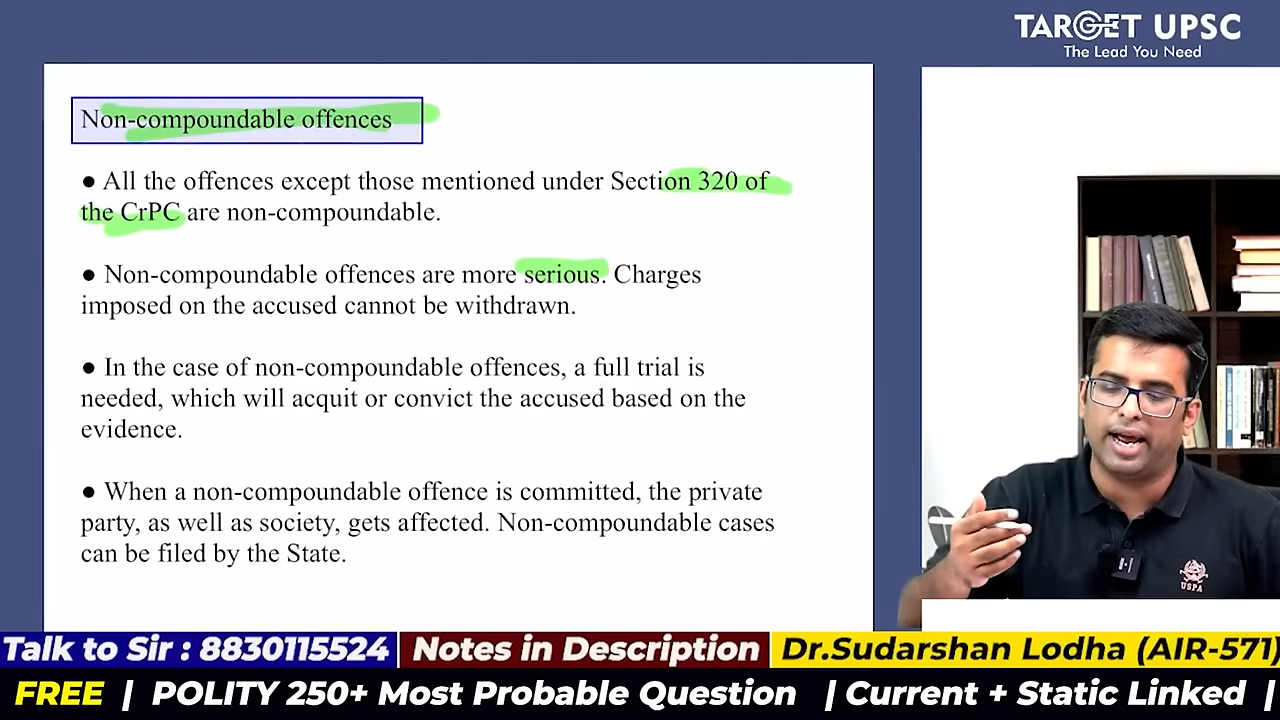 TARGET UPSC
The Lead You Need
Non-compoundable offences
● All the offences except those mentioned under Section 320 of
the CrPC are non-compoundable.
● Non-compoundable offences are more serious. Charges
imposed on the accused cannot be withdrawn.
● In the case of non-compoundable offences, a full trial is
needed, which will acquit or convict the accused based on the
evidence.
● When a non-compoundable offence is committed, the private
party, as well as society, gets affected. Non-compoundable cases
can be filed by the State.
USPA
Talk to Sir : 8830115524 Notes in Description Dr.Sudarshan Lodha (AIR-571)
FREE | POLITY 250+ Most Probable Question | Current + Static Linked |